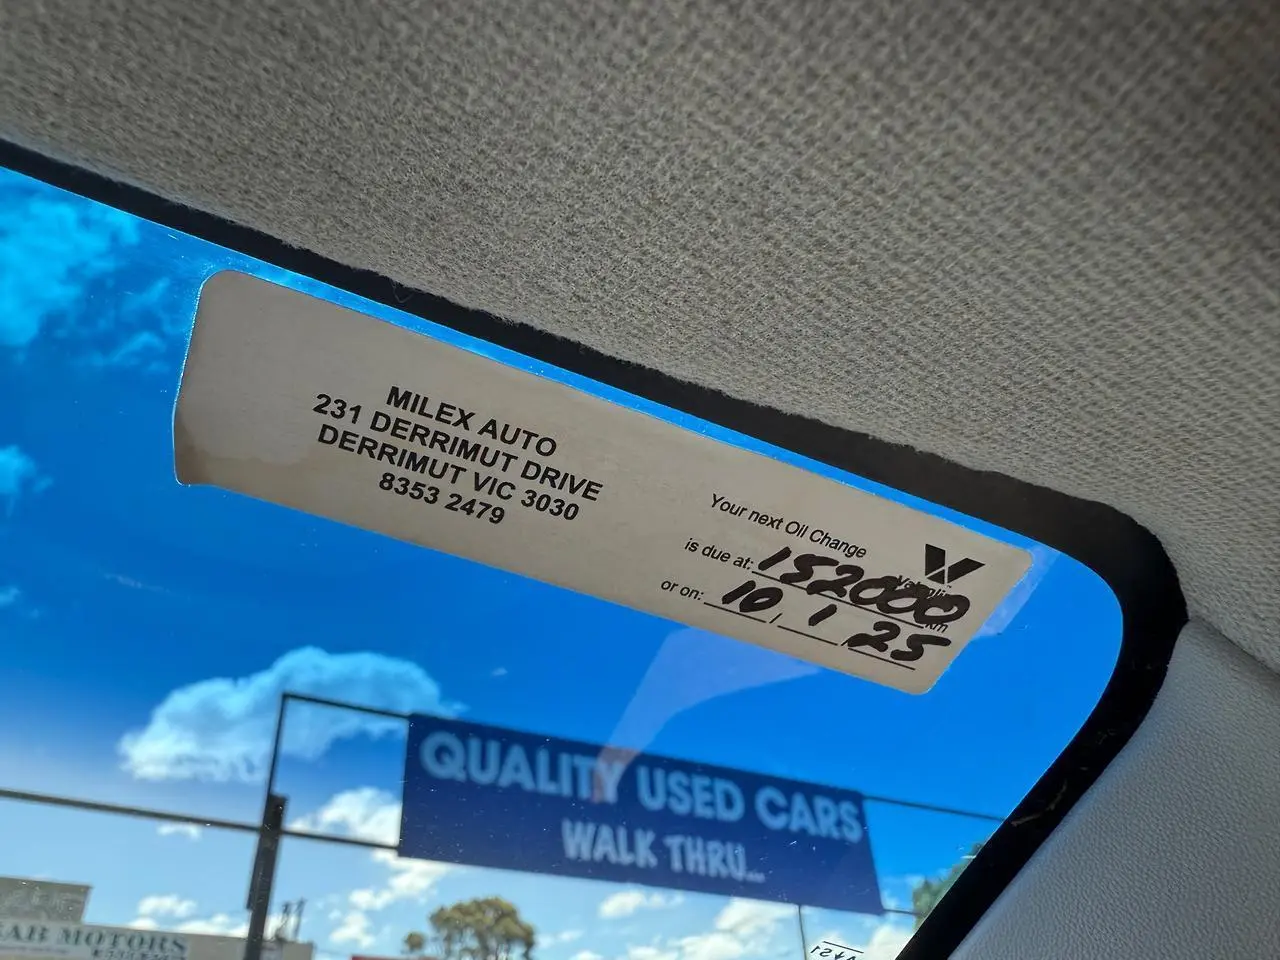 MILEX AUTO
231 DERRIMUT DRIVE
DERRIMUT VIC 3030
8353 2479
Your next Oil Change
is due at: 152000 km
or on: 10 / 1 / 25
QUALITY USED CARS
WALK THRU...
MOTORS